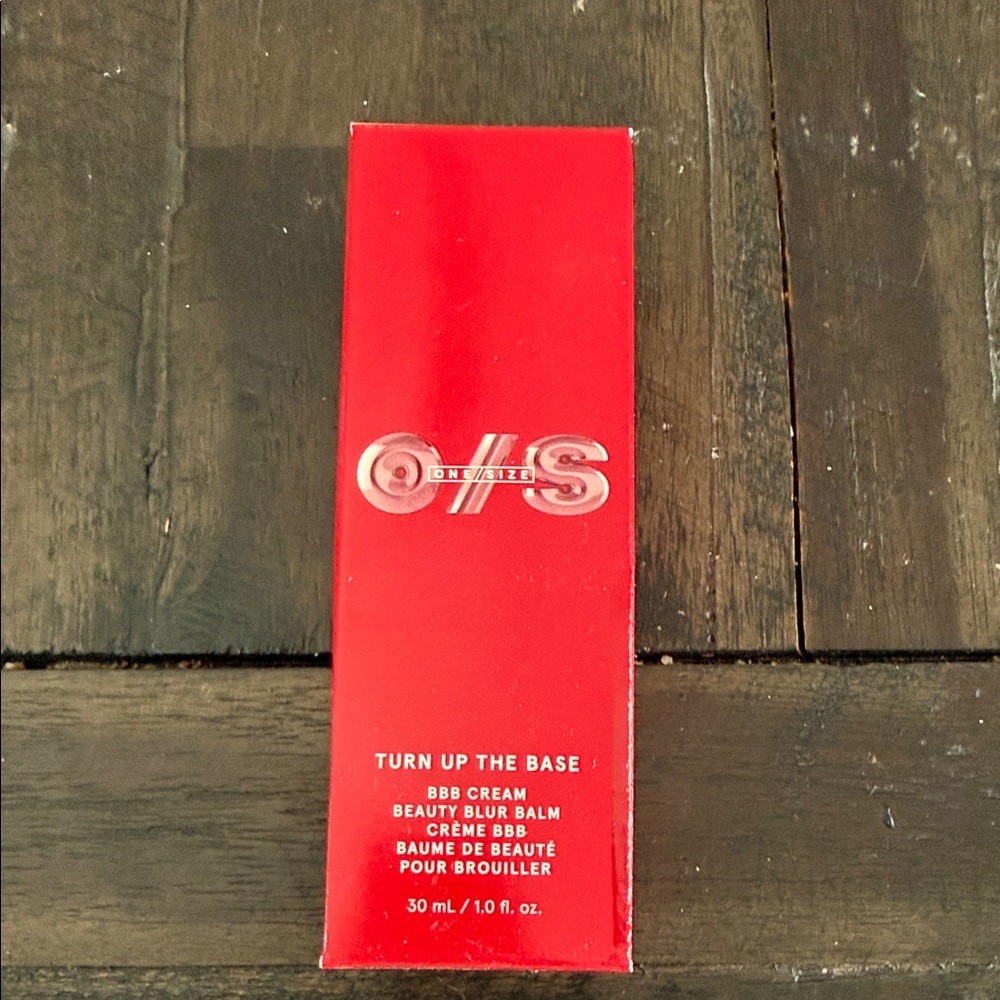 O/S
ONE/SIZE
TURN UP THE BASE
BBB CREAM
BEAUTY BLUR BALM
CRÈME BBB
BAUME DE BEAUTÉ
POUR BROUILLER
30 mL / 1.0 fl. oz.